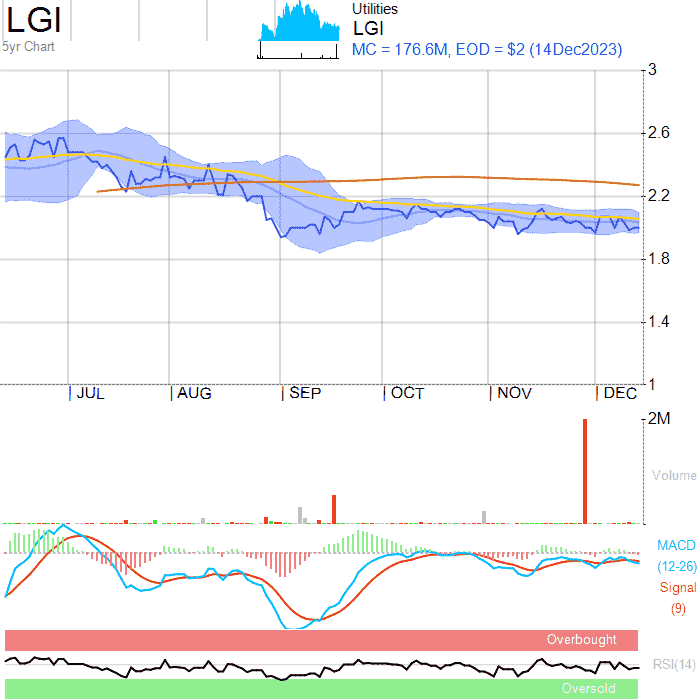 LGI
5yr Chart
Utilities
LGI
MC = 176.6M, EOD = $2 (14Dec2023)
3
2.6
2.2
1.8
1.4
1
JUL AUG SEP OCT NOV DEC
2M
Volume
MACD
(12-26)
Signal
(9)
Overbought
RSI(14)
Oversold